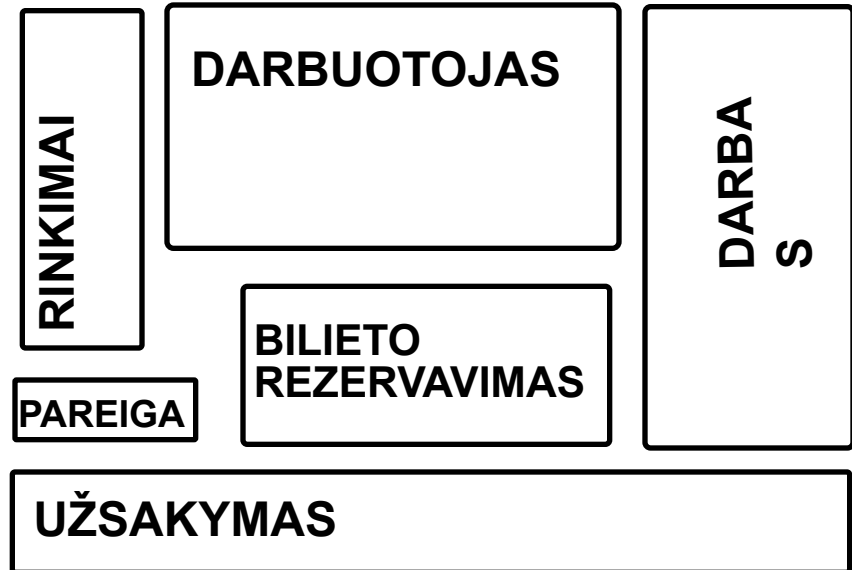 RINKIMAI
DARBUOTOJAS
DARBA
S
BILIETO
REZERVAVIMAS
PAREIGA
UŽSAKYMAS